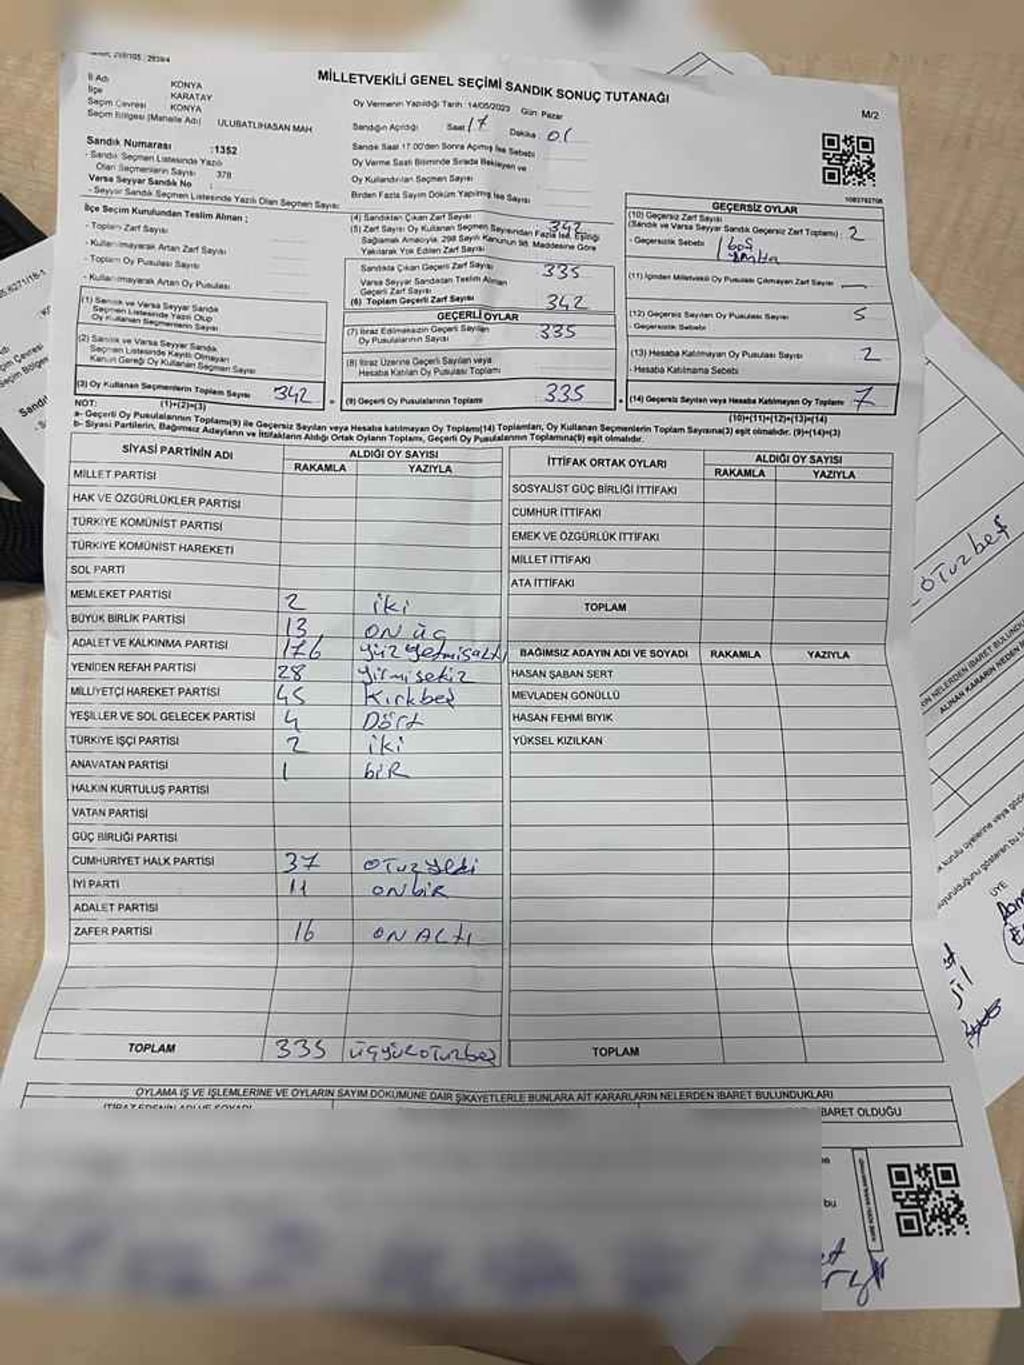 MİLLETVEKİLİ GENEL SEÇİMİ SANDIK SONUÇ TUTANAĞI
M/2
İl Adı KONYA
İlçe KARATAY
Seçim Çevresi KONYA
Seçim Bölgesi (Mahalle Adı) ULUBATLIHASAN MAH
Oy Vermenin Yapıldığı Tarih :14/05/2023 Gün: Pazar
Sandığın Açıldığı Saat 17 Dakika : 01
Sandık Saat 17.00'den Sonra Açılmış İse Sebebi
Oy Verme Saati Bitiminde Sırada Bekleyen ve
Oy Kullandırılan Seçmen Sayısı
Birden Fazla Sayım Döküm Yapılmış İse Sayısı
Sandık Numarası :1352
- Sandık Seçmen Listesinde Yazılı
Olan Seçmenlerin Sayısı 378
Varsa Seyyar Sandık No :
- Seyyar Sandık Seçmen Listesinde Yazılı Olan Seçmen Sayısı:
İlçe Seçim Kurulundan Teslim Alınan ;
- Toplam Zarf Sayısı
- Kullanılmayarak Artan Zarf Sayısı
- Toplam Oy Pusulası Sayısı
- Kullanılmayarak Artan Oy Pusulası
(1) Sandık ve Varsa Seyyar Sandık
Seçmen Listesinde Yazılı Olup
Oy Kullanan Seçmenlerin Sayısı
(2) Sandık ve Varsa Seyyar Sandık
Seçmen Listesinde Kayıtlı Olmayan
Kanun Gereği Oy Kullanan Seçmen Sayısı
(3) Oy Kullanan Seçmenlerin Toplam Sayısı 342
(1)+(2)=(3)
(4) Sandıktan Çıkan Zarf Sayısı 342
(5) Zarf Sayısı Oy Kullanan Seçmen Sayısından Fazla İse, Eşitliği
Sağlamak Amacıyla, 298 Sayılı Kanunun 98. Maddesine Göre
Yakılarak Yok Edilen Zarf Sayısı
Sandıkta Çıkan Geçerli Zarf Sayısı 335
Varsa Seyyar Sandıktan Teslim Alınan
Geçerli Zarf Sayısı
(6) Toplam Geçerli Zarf Sayısı 342
GEÇERLİ OYLAR
(7) İtiraz Edilmeksizin Geçerli Sayılan
Oy Pusulalarının Sayısı 335
(8) İtiraz Üzerine Geçerli Sayılan veya
Hesaba Katılan Oy Pusulası Toplamı
(9) Geçerli Oy Pusulalarının Toplamı 335
GEÇERSİZ OYLAR
(10) Geçersiz Zarf Sayısı
(Sandık ve Varsa Seyyar Sandık Geçersiz Zarf Toplamı) : 2
- Geçersizlik Sebebi 1 boş
(11) İçinden Milletvekili Oy Pusulası Çıkmayan Zarf Sayısı —
(12) Geçersiz Sayılan Oy Pusulası Sayısı 5
- Geçersizlik Sebebi
(13) Hesaba Katılmayan Oy Pusulası Sayısı 2
- Hesaba Katılmama Sebebi
(14) Geçersiz Sayılan veya Hesaba Katılmayan Oy Toplamı 7
(10)+(11)+(12)+(13)=(14)
NOT:
a- Geçerli Oy Pusulalarının Toplamı(9) ile Geçersiz Sayılan veya Hesaba katılmayan Oy Toplamı(14) Toplamları, Oy Kullanan Seçmenlerin Toplam Sayısına(3) eşit olmalıdır. (9)+(14)=(3)
b- Siyasi Partilerin, Bağımsız Adayların ve İttifakların Aldığı Ortak Oyların Toplamı, Geçerli Oy Pusulalarının Toplamına(9) eşit olmalıdır.
SİYASİ PARTİNİN ADI ALDIĞI OY SAYISI
RAKAMLA YAZIYLA
MİLLET PARTİSİ
HAK VE ÖZGÜRLÜKLER PARTİSİ
TÜRKİYE KOMÜNİST PARTİSİ
TÜRKİYE KOMÜNİST HAREKETİ
SOL PARTİ
MEMLEKET PARTİSİ 2 iki
BÜYÜK BİRLİK PARTİSİ 13 ON ÜÇ
ADALET VE KALKINMA PARTİSİ 176 yüz yetmişaltı
YENİDEN REFAH PARTİSİ 28 yirmisekiz
MİLLİYETÇİ HAREKET PARTİSİ 45 Kırkbeş
YEŞİLLER VE SOL GELECEK PARTİSİ 4 Dört
TÜRKİYE İŞÇİ PARTİSİ 2 iki
ANAVATAN PARTİSİ 1 bİR
HALKIN KURTULUŞ PARTİSİ
VATAN PARTİSİ
GÜÇ BİRLİĞİ PARTİSİ
CUMHURİYET HALK PARTİSİ 37 OTUZ yedi
İYİ PARTİ 11 ONBİR
ADALET PARTİSİ
ZAFER PARTİSİ 16 ON ALTI
TOPLAM 335 üçyüzOTuzbeş
İTTİFAK ORTAK OYLARI ALDIĞI OY SAYISI
RAKAMLA YAZIYLA
SOSYALİST GÜÇ BİRLİĞİ İTTİFAKI
CUMHUR İTTİFAKI
EMEK VE ÖZGÜRLÜK İTTİFAKI
MİLLET İTTİFAKI
ATA İTTİFAKI
TOPLAM
BAĞIMSIZ ADAYIN ADI VE SOYADI RAKAMLA YAZIYLA
HASAN ŞABAN SERT
MEVLADEN GÖNÜLLÜ
HASAN FEHMİ BIYIK
YÜKSEL KIZILKAN
TOPLAM
OYLAMA İŞ VE İŞLEMLERİNE VE OYLARIN SAYIM DÖKÜMÜNE DAİR ŞİKAYETLERLE BUNLARA AİT KARARLARIN NELERDEN İBARET BULUNDUKLARI
İTİRAZ EDENİN ADI VE SOYADI
BARET OLDUĞU
bu
OTuzbeş
ÜYE